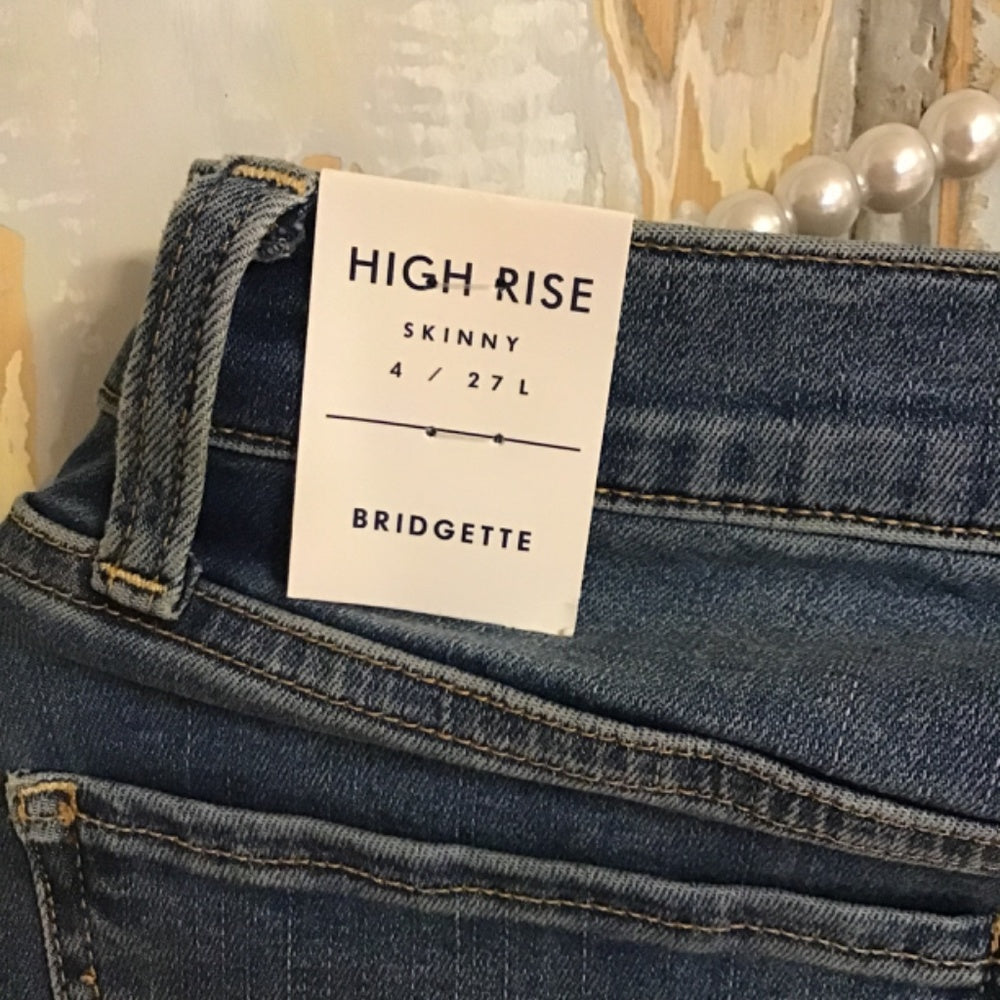 HIGH RISE
SKINNY
4 / 27 L
BRIDGETTE